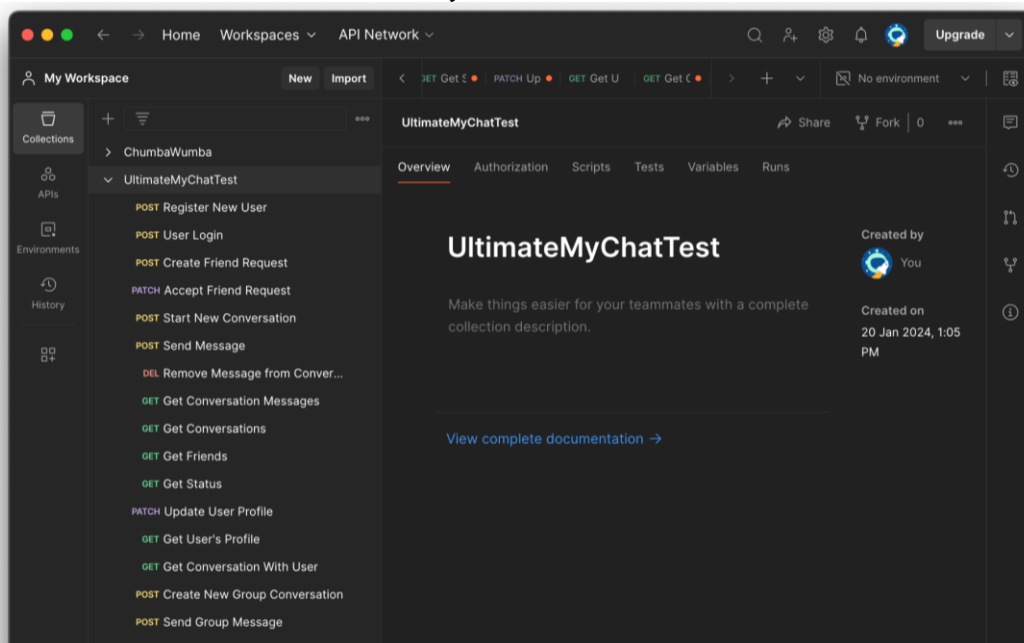 Home Workspaces API Network Upgrade
My Workspace New Import
GET Get S PATCH Up GET Get U GET Get C No environment
Collections
APIs
Environments
History
ChumbaWumba
UltimateMyChatTest
POST Register New User
POST User Login
POST Create Friend Request
PATCH Accept Friend Request
POST Start New Conversation
POST Send Message
DEL Remove Message from Conver...
GET Get Conversation Messages
GET Get Conversations
GET Get Friends
GET Get Status
PATCH Update User Profile
GET Get User's Profile
GET Get Conversation With User
POST Create New Group Conversation
POST Send Group Message
UltimateMyChatTest Share Fork 0
Overview Authorization Scripts Tests Variables Runs
UltimateMyChatTest
Make things easier for your teammates with a complete
collection description.
View complete documentation →
Created by
You
Created on
20 Jan 2024, 1:05
PM